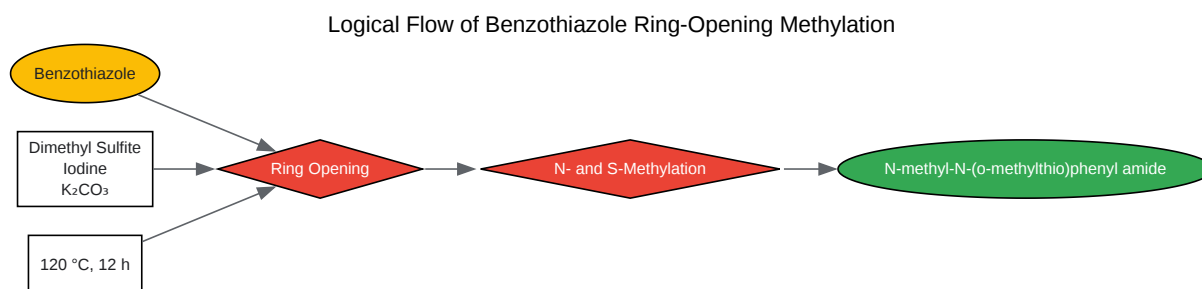 Logical Flow of Benzothiazole Ring-Opening Methylation
Benzothiazole
Dimethyl Sulfite
Iodine
K₂CO₃
120 °C, 12 h
Ring Opening
N- and S-Methylation
N-methyl-N-(o-methylthio)phenyl amide